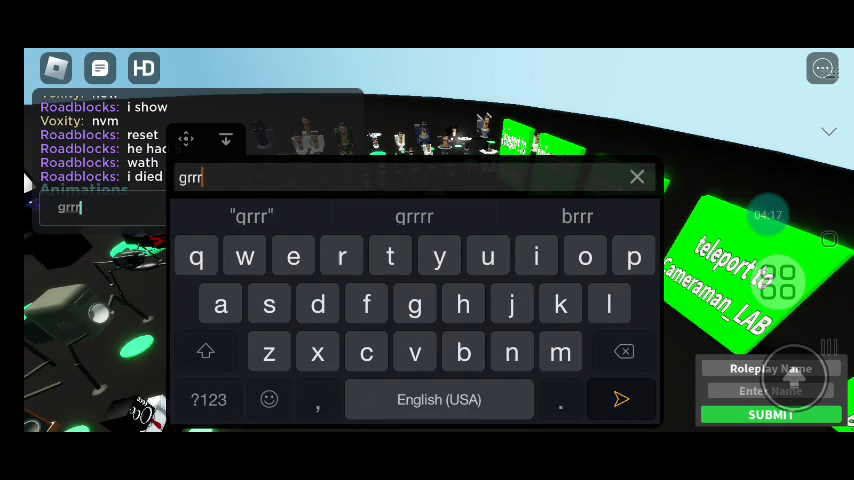 HD
Roadblocks: i show
Voxity: nvm
Roadblocks: reset
Roadblocks: he had
Roadblocks: wath
Roadblocks: i died
Animations
grrr
grrr
"grrr" grrrr brrr
q w e r t y u i o p
a s d f g h j k l
z x c v b n m
?123 , English (USA) .
04:17
teleport to
Cameraman_LAB
Roleplay Name
Enter Name
SUBMIT